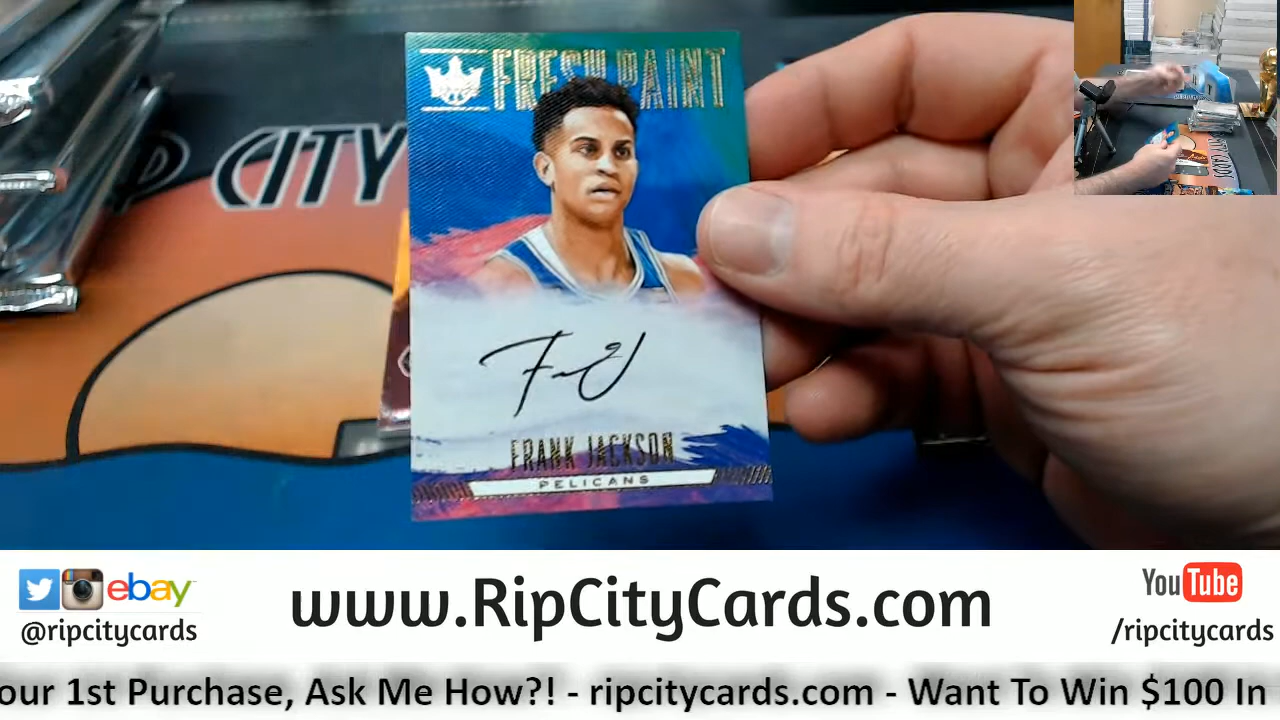 CITY
FRESH PAINT
FRANK JACKSON
PELICANS
ebay
@ripcitycards
www.RipCityCards.com
YouTube
/ripcitycards
our 1st Purchase, Ask Me How?! - ripcitycards.com - Want To Win $100 In